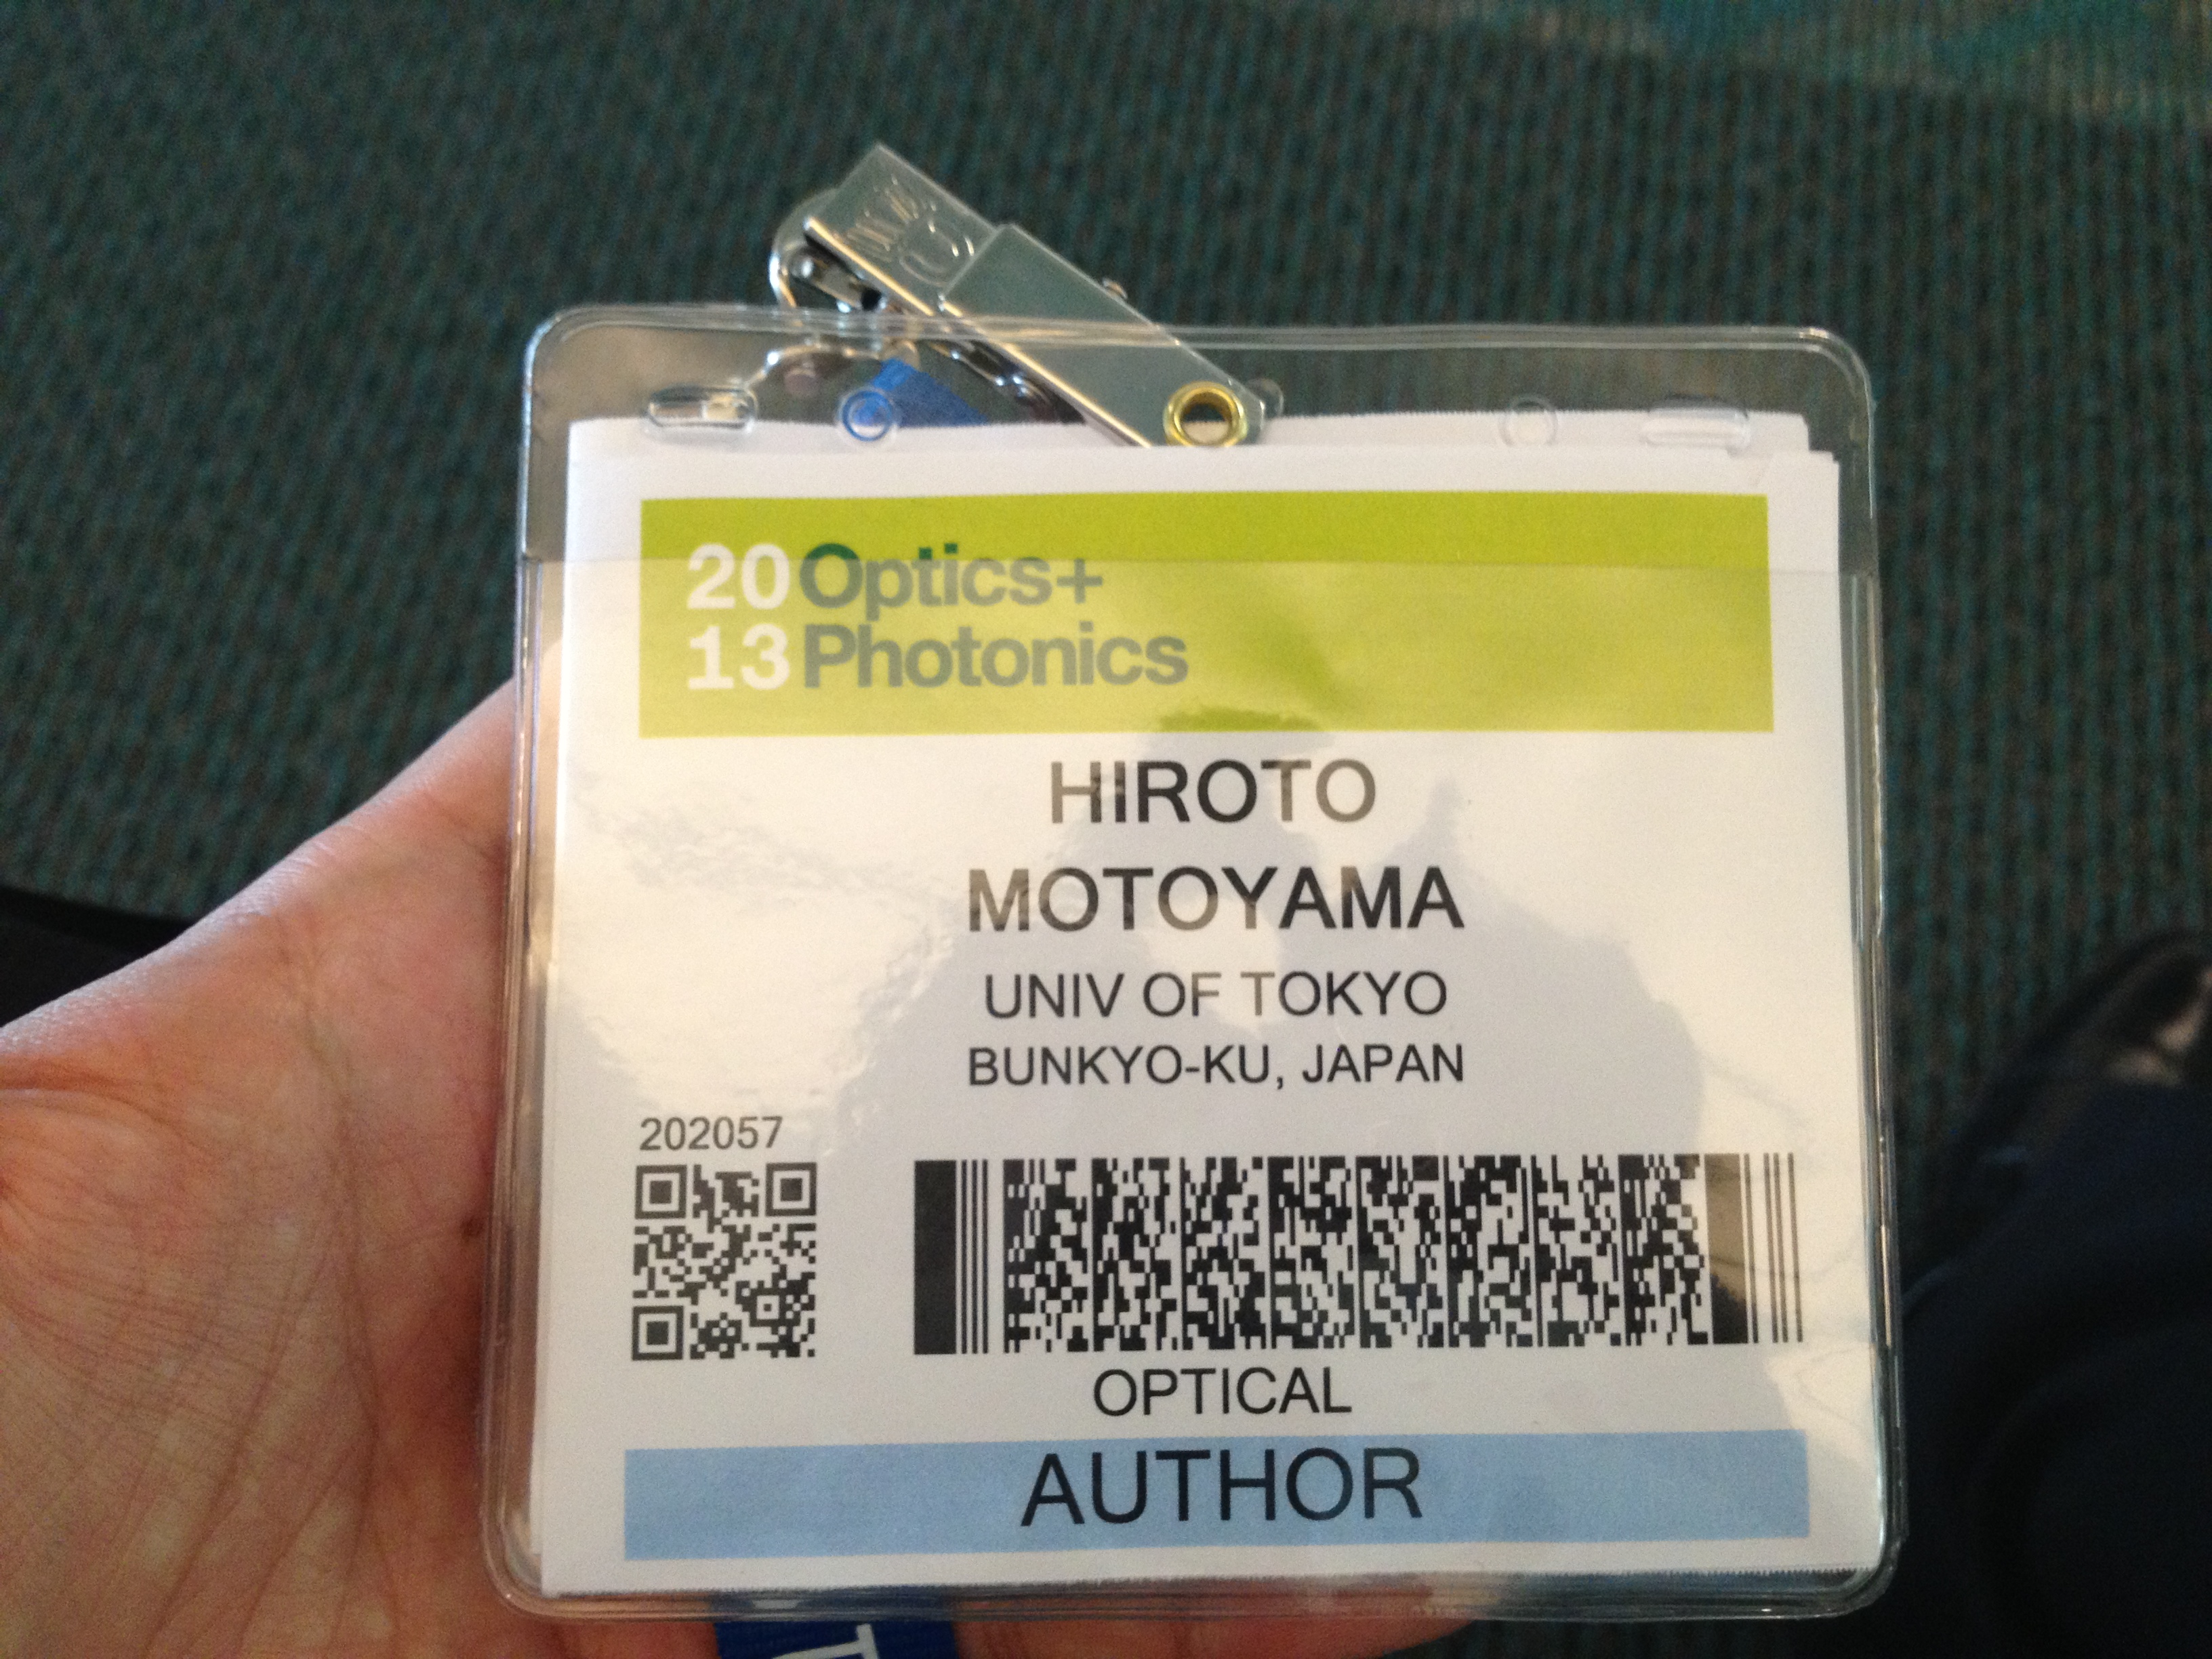 20 Optics+
13 Photonics
HIROTO
MOTOYAMA
UNIV OF TOKYO
BUNKYO-KU, JAPAN
202057
OPTICAL
AUTHOR